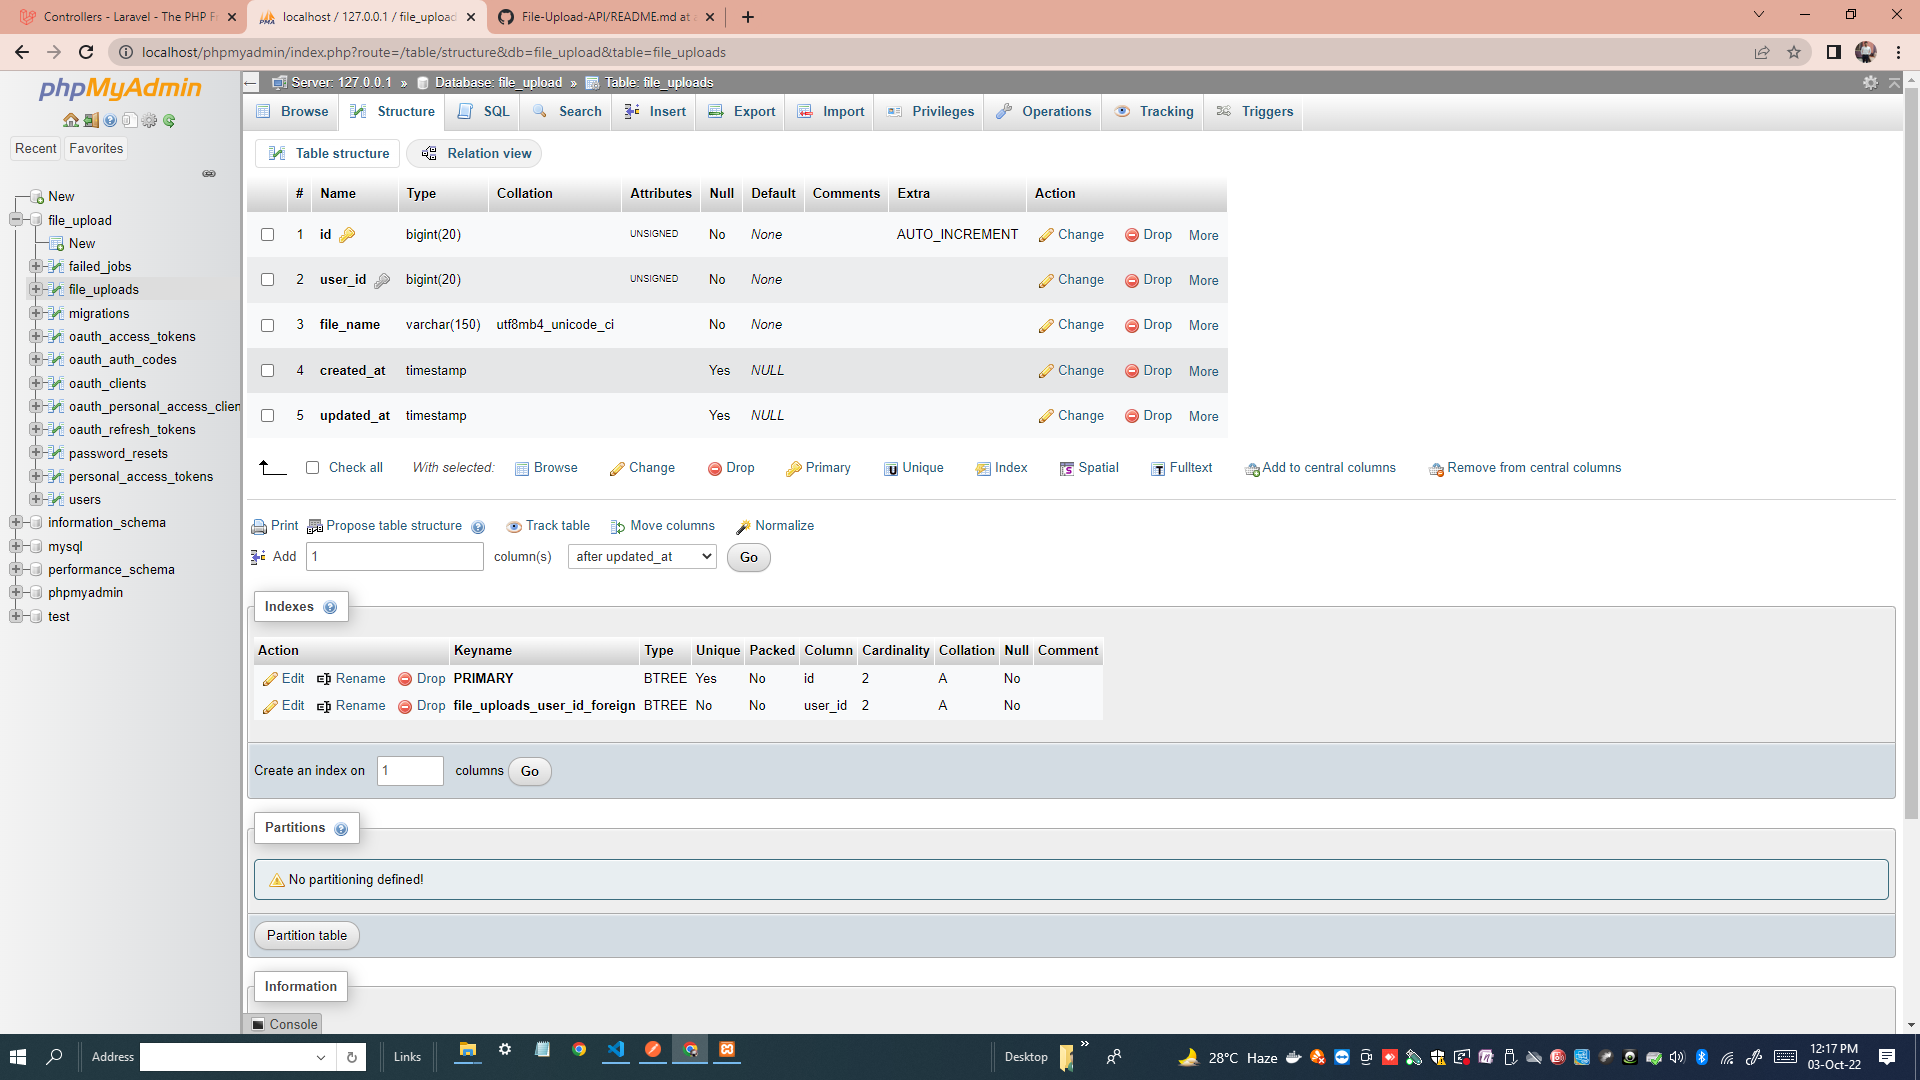 Controllers - Laravel - The PHP F
localhost / 127.0.0.1 / file_upload
File-Upload-API/README.md at
localhost/phpmyadmin/index.php?route=/table/structure&db=file_upload&table=file_uploads
phpMyAdmin
Recent Favorites
New
file_upload
New
failed_jobs
file_uploads
migrations
oauth_access_tokens
oauth_auth_codes
oauth_clients
oauth_personal_access_clien
oauth_refresh_tokens
password_resets
personal_access_tokens
users
information_schema
mysql
performance_schema
phpmyadmin
test
Server: 127.0.0.1 » Database: file_upload » Table: file_uploads
Browse Structure SQL Search Insert Export Import Privileges Operations Tracking Triggers
Table structure Relation view
# Name Type Collation Attributes Null Default Comments Extra Action
1 id bigint(20) UNSIGNED No None AUTO_INCREMENT Change Drop More
2 user_id bigint(20) UNSIGNED No None Change Drop More
3 file_name varchar(150) utf8mb4_unicode_ci No None Change Drop More
4 created_at timestamp Yes NULL Change Drop More
5 updated_at timestamp Yes NULL Change Drop More
Check all With selected: Browse Change Drop Primary Unique Index Spatial Fulltext Add to central columns Remove from central columns
Print Propose table structure Track table Move columns Normalize
Add 1 column(s) after updated_at Go
Indexes
Action Keyname Type Unique Packed Column Cardinality Collation Null Comment
Edit Rename Drop PRIMARY BTREE Yes No id 2 A No
Edit Rename Drop file_uploads_user_id_foreign BTREE No No user_id 2 A No
Create an index on 1 columns Go
Partitions
No partitioning defined!
Partition table
Information
Console
Address Links Desktop » 28°C Haze 12:17 PM
03-Oct-22